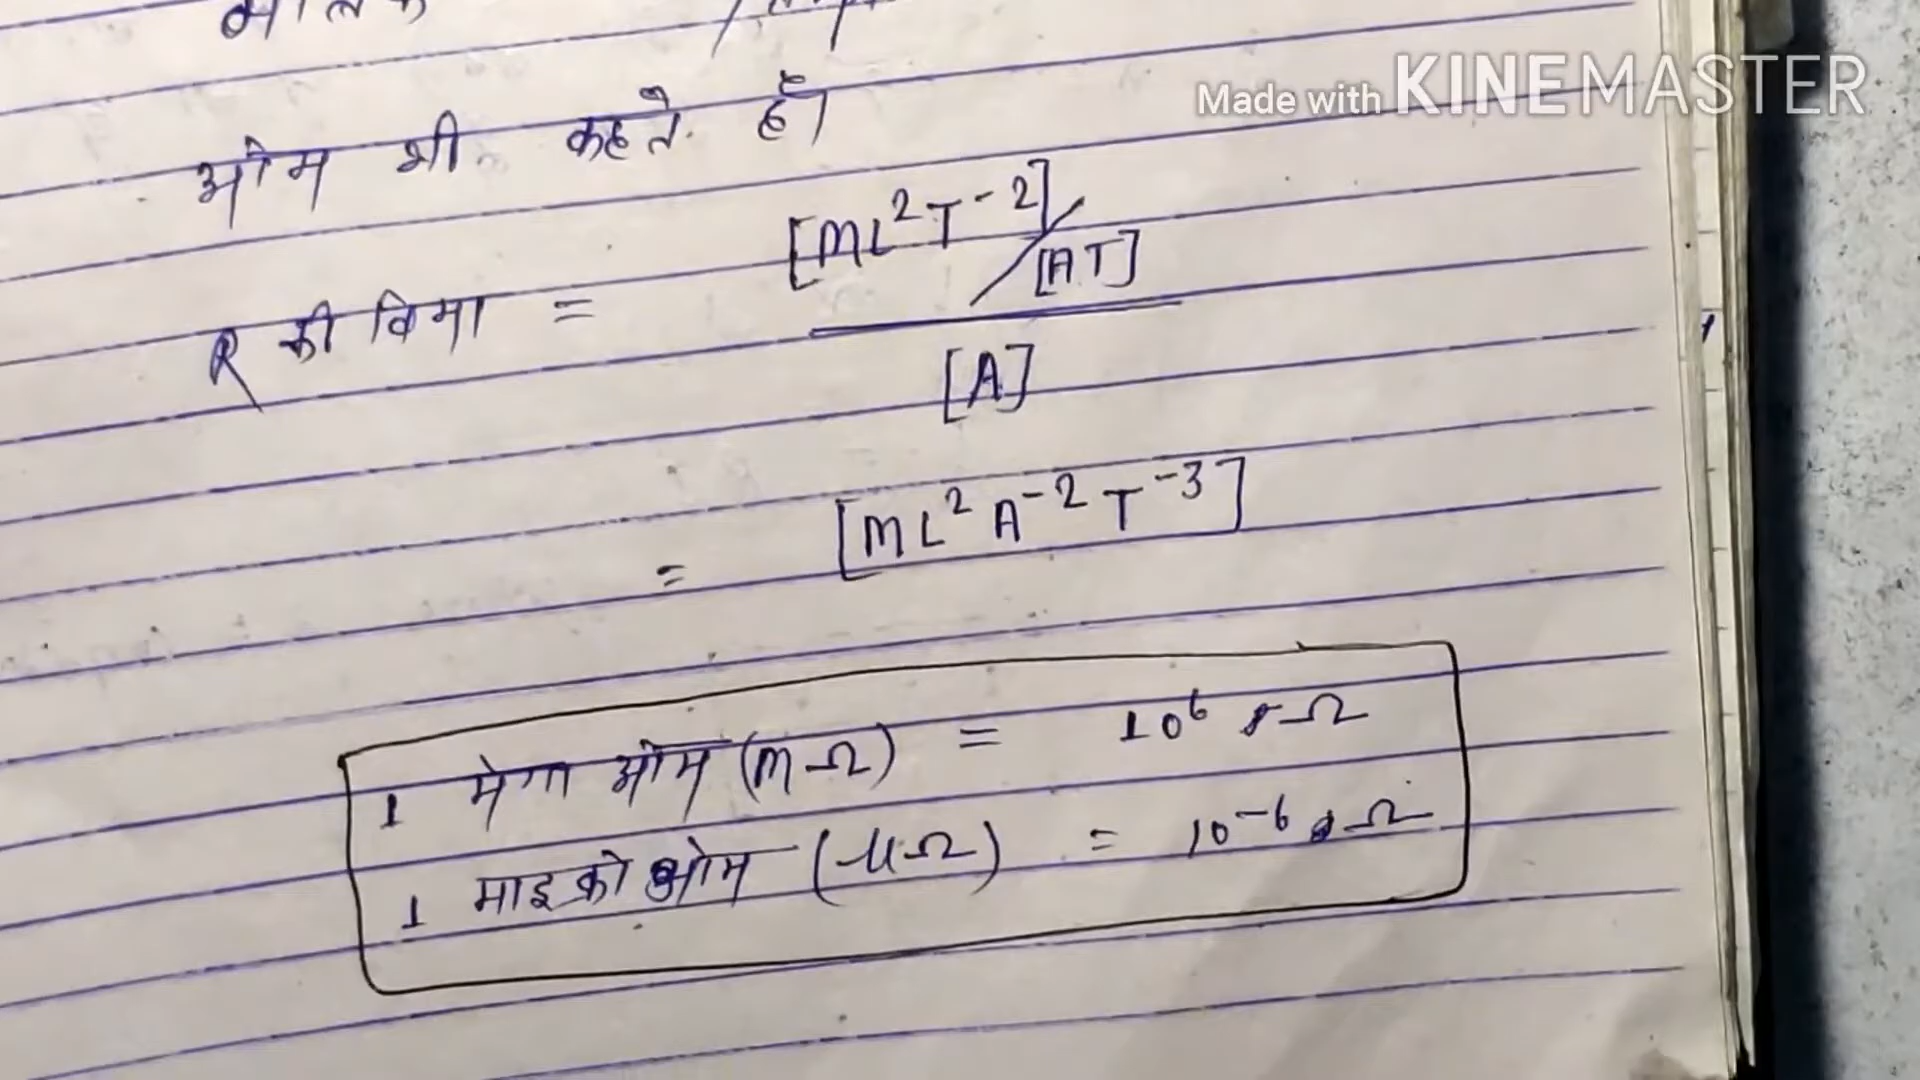 Made with KINEMASTER
ओम भी कहते हैं।
R की विमा = [ML²T⁻²]/[AT] / [A]
= [ML²A⁻²T⁻³]
1 मेगा ओम (mΩ) = 10⁶ Ω
1 माइक्रो ओम (μΩ) = 10⁻⁶ Ω